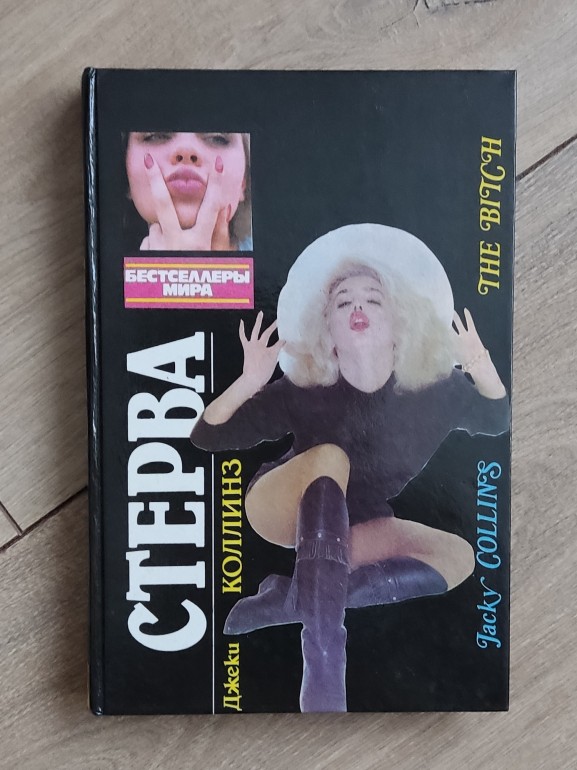 БЕСТСЕЛЛЕРЫ
МИРА
СТЕРВА
Джеки КОЛЛИНЗ
Jacky COLLINS
THE BITCH